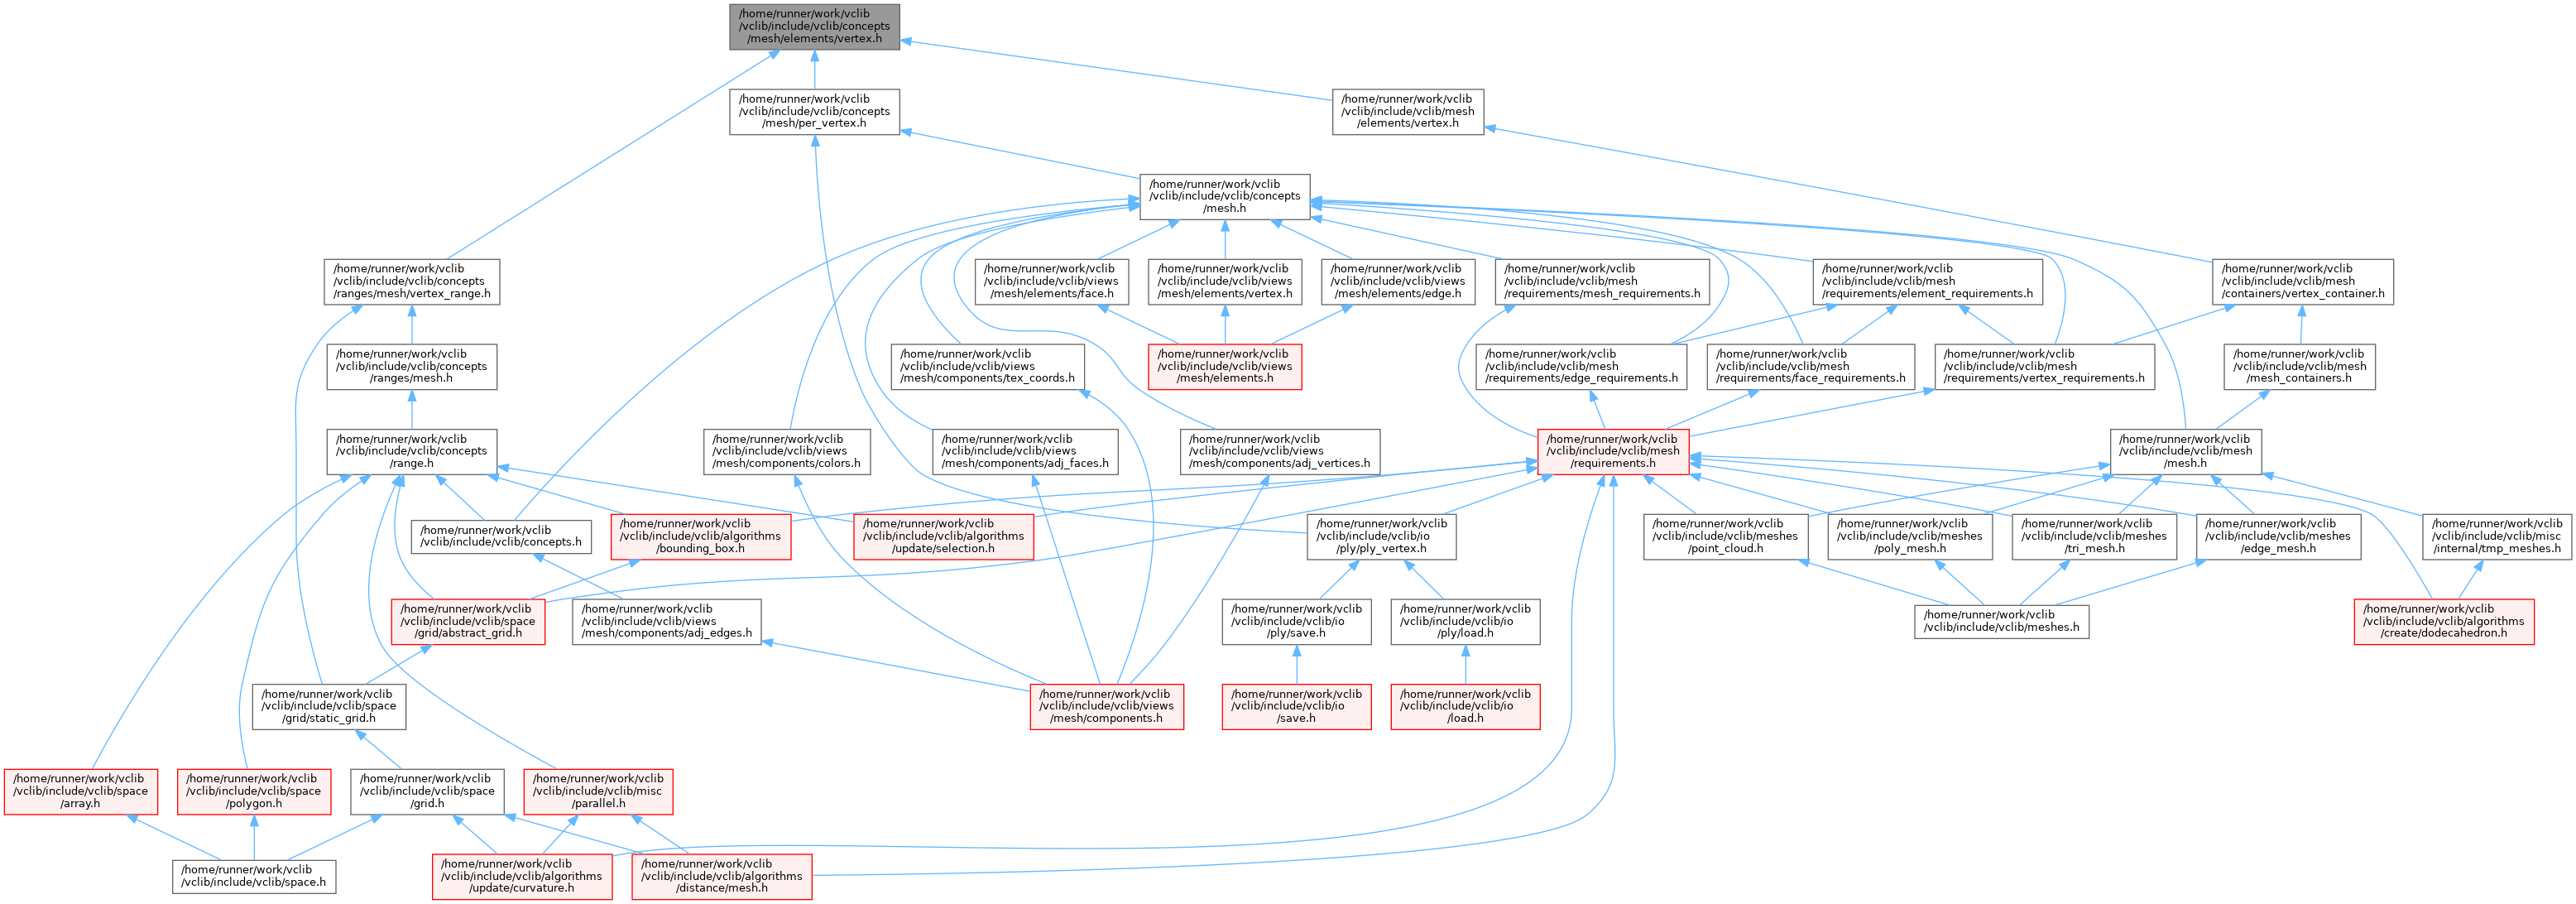 /home/runner/work/vclib
/vclib/include/vclib/concepts
/mesh/elements/vertex.h
/home/runner/work/vclib
/vclib/include/vclib/concepts
/mesh/per_vertex.h
/home/runner/work/vclib
/vclib/include/vclib/mesh
/elements/vertex.h
/home/runner/work/vclib
/vclib/include/vclib/concepts
/mesh.h
/home/runner/work/vclib
/vclib/include/vclib/concepts
/ranges/mesh/vertex_range.h
/home/runner/work/vclib
/vclib/include/vclib/views
/mesh/elements/face.h
/home/runner/work/vclib
/vclib/include/vclib/views
/mesh/elements/vertex.h
/home/runner/work/vclib
/vclib/include/vclib/views
/mesh/elements/edge.h
/home/runner/work/vclib
/vclib/include/vclib/mesh
/requirements/mesh_requirements.h
/home/runner/work/vclib
/vclib/include/vclib/mesh
/requirements/element_requirements.h
/home/runner/work/vclib
/vclib/include/vclib/mesh
/containers/vertex_container.h
/home/runner/work/vclib
/vclib/include/vclib/concepts
/ranges/mesh.h
/home/runner/work/vclib
/vclib/include/vclib/views
/mesh/components/tex_coords.h
/home/runner/work/vclib
/vclib/include/vclib/views
/mesh/elements.h
/home/runner/work/vclib
/vclib/include/vclib/mesh
/requirements/edge_requirements.h
/home/runner/work/vclib
/vclib/include/vclib/mesh
/requirements/face_requirements.h
/home/runner/work/vclib
/vclib/include/vclib/mesh
/requirements/vertex_requirements.h
/home/runner/work/vclib
/vclib/include/vclib/mesh
/mesh_containers.h
/home/runner/work/vclib
/vclib/include/vclib/concepts
/range.h
/home/runner/work/vclib
/vclib/include/vclib/views
/mesh/components/colors.h
/home/runner/work/vclib
/vclib/include/vclib/views
/mesh/components/adj_faces.h
/home/runner/work/vclib
/vclib/include/vclib/views
/mesh/components/adj_vertices.h
/home/runner/work/vclib
/vclib/include/vclib/mesh
/requirements.h
/home/runner/work/vclib
/vclib/include/vclib/mesh
/mesh.h
/home/runner/work/vclib
/vclib/include/vclib/concepts.h
/home/runner/work/vclib
/vclib/include/vclib/algorithms
/bounding_box.h
/home/runner/work/vclib
/vclib/include/vclib/algorithms
/update/selection.h
/home/runner/work/vclib
/vclib/include/vclib/io
/ply/ply_vertex.h
/home/runner/work/vclib
/vclib/include/vclib/meshes
/point_cloud.h
/home/runner/work/vclib
/vclib/include/vclib/meshes
/poly_mesh.h
/home/runner/work/vclib
/vclib/include/vclib/meshes
/tri_mesh.h
/home/runner/work/vclib
/vclib/include/vclib/meshes
/edge_mesh.h
/home/runner/work/vclib
/vclib/include/vclib/misc
/internal/tmp_meshes.h
/home/runner/work/vclib
/vclib/include/vclib/space
/grid/abstract_grid.h
/home/runner/work/vclib
/vclib/include/vclib/views
/mesh/components/adj_edges.h
/home/runner/work/vclib
/vclib/include/vclib/io
/ply/save.h
/home/runner/work/vclib
/vclib/include/vclib/io
/ply/load.h
/home/runner/work/vclib
/vclib/include/vclib/meshes.h
/home/runner/work/vclib
/vclib/include/vclib/algorithms
/create/dodecahedron.h
/home/runner/work/vclib
/vclib/include/vclib/space
/grid/static_grid.h
/home/runner/work/vclib
/vclib/include/vclib/views
/mesh/components.h
/home/runner/work/vclib
/vclib/include/vclib/io
/save.h
/home/runner/work/vclib
/vclib/include/vclib/io
/load.h
/home/runner/work/vclib
/vclib/include/vclib/space
/array.h
/home/runner/work/vclib
/vclib/include/vclib/space
/polygon.h
/home/runner/work/vclib
/vclib/include/vclib/space
/grid.h
/home/runner/work/vclib
/vclib/include/vclib/misc
/parallel.h
/home/runner/work/vclib
/vclib/include/vclib/space.h
/home/runner/work/vclib
/vclib/include/vclib/algorithms
/update/curvature.h
/home/runner/work/vclib
/vclib/include/vclib/algorithms
/distance/mesh.h